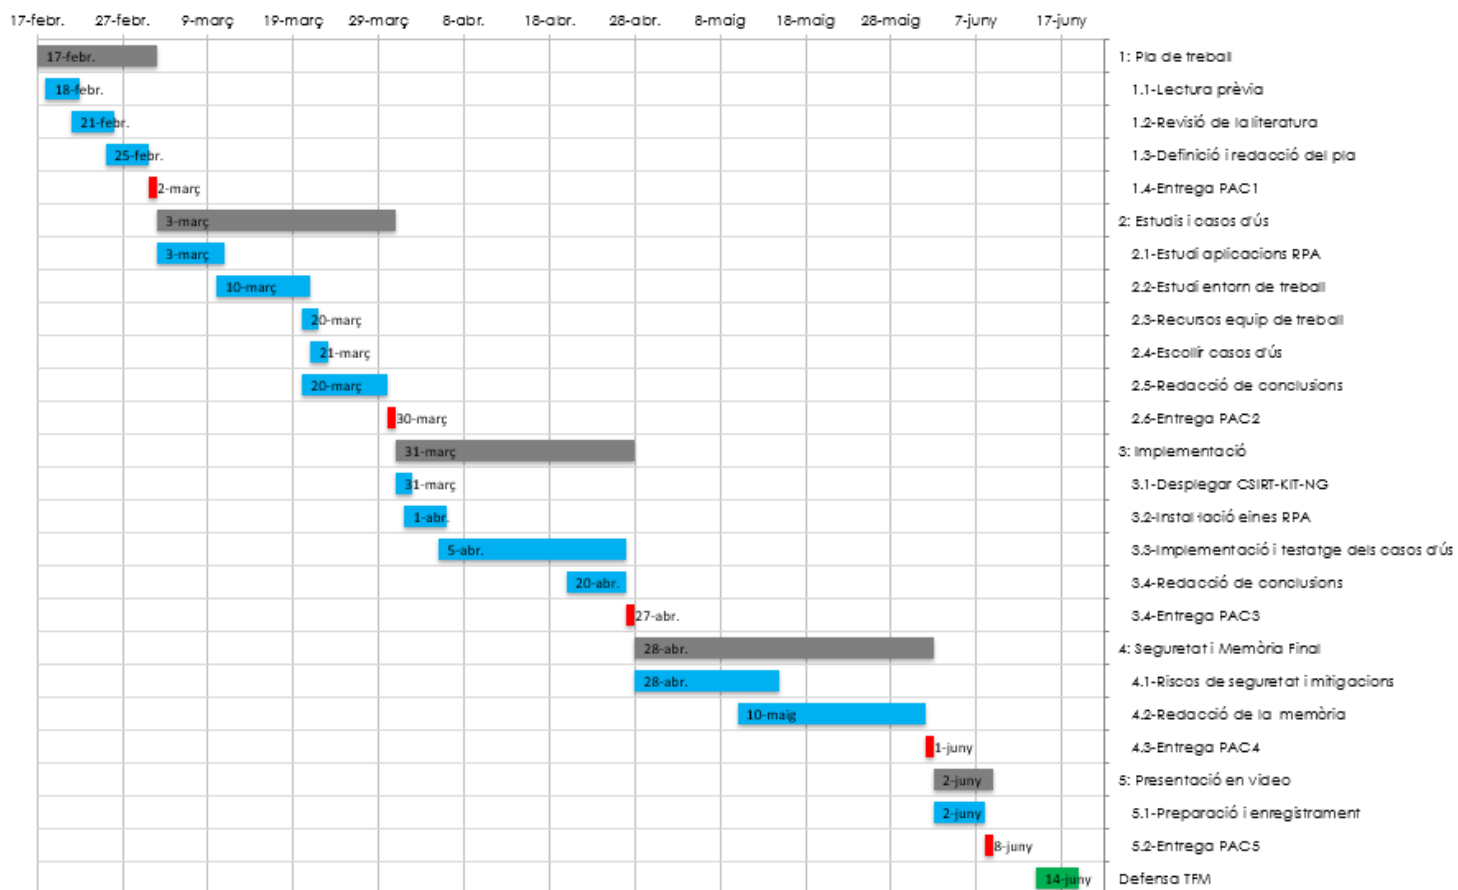 17-febr. 27-febr. 9-març 19-març 29-març 8-abr. 18-abr. 28-abr. 8-maig 18-maig 28-maig 7-juny 17-juny
17-febr. 1: Pla de treball
18-febr. 1.1-Lectura prèvia
21-febr. 1.2-Revisió de la literatura
25-febr. 1.3-Definició i redacció del pla
2-març 1.4-Entrega PAC1
3-març 2: Estudis i casos d'ús
3-març 2.1-Estudi aplicacions RPA
10-març 2.2-Estudi entorn de treball
20-març 2.3-Recursos equip de treball
21-març 2.4-Escollir casos d'ús
20-març 2.5-Redacció de conclusions
30-març 2.6-Entrega PAC2
31-març 3: Implementació
31-març 3.1-Desplegar CSIRT-KIT-NG
1-abr. 3.2-Instal·lació eines RPA
5-abr. 3.3-Implementació i testatge dels casos d'ús
20-abr. 3.4-Redacció de conclusions
27-abr. 3.4-Entrega PAC3
28-abr. 4: Seguretat i Memòria Final
28-abr. 4.1-Riscos de seguretat i mitigacions
10-maig 4.2-Redacció de la memòria
1-juny 4.3-Entrega PAC4
2-juny 5: Presentació en vídeo
2-juny 5.1-Preparació i enregistrament
8-juny 5.2-Entrega PAC5
14-juny Defensa TFM